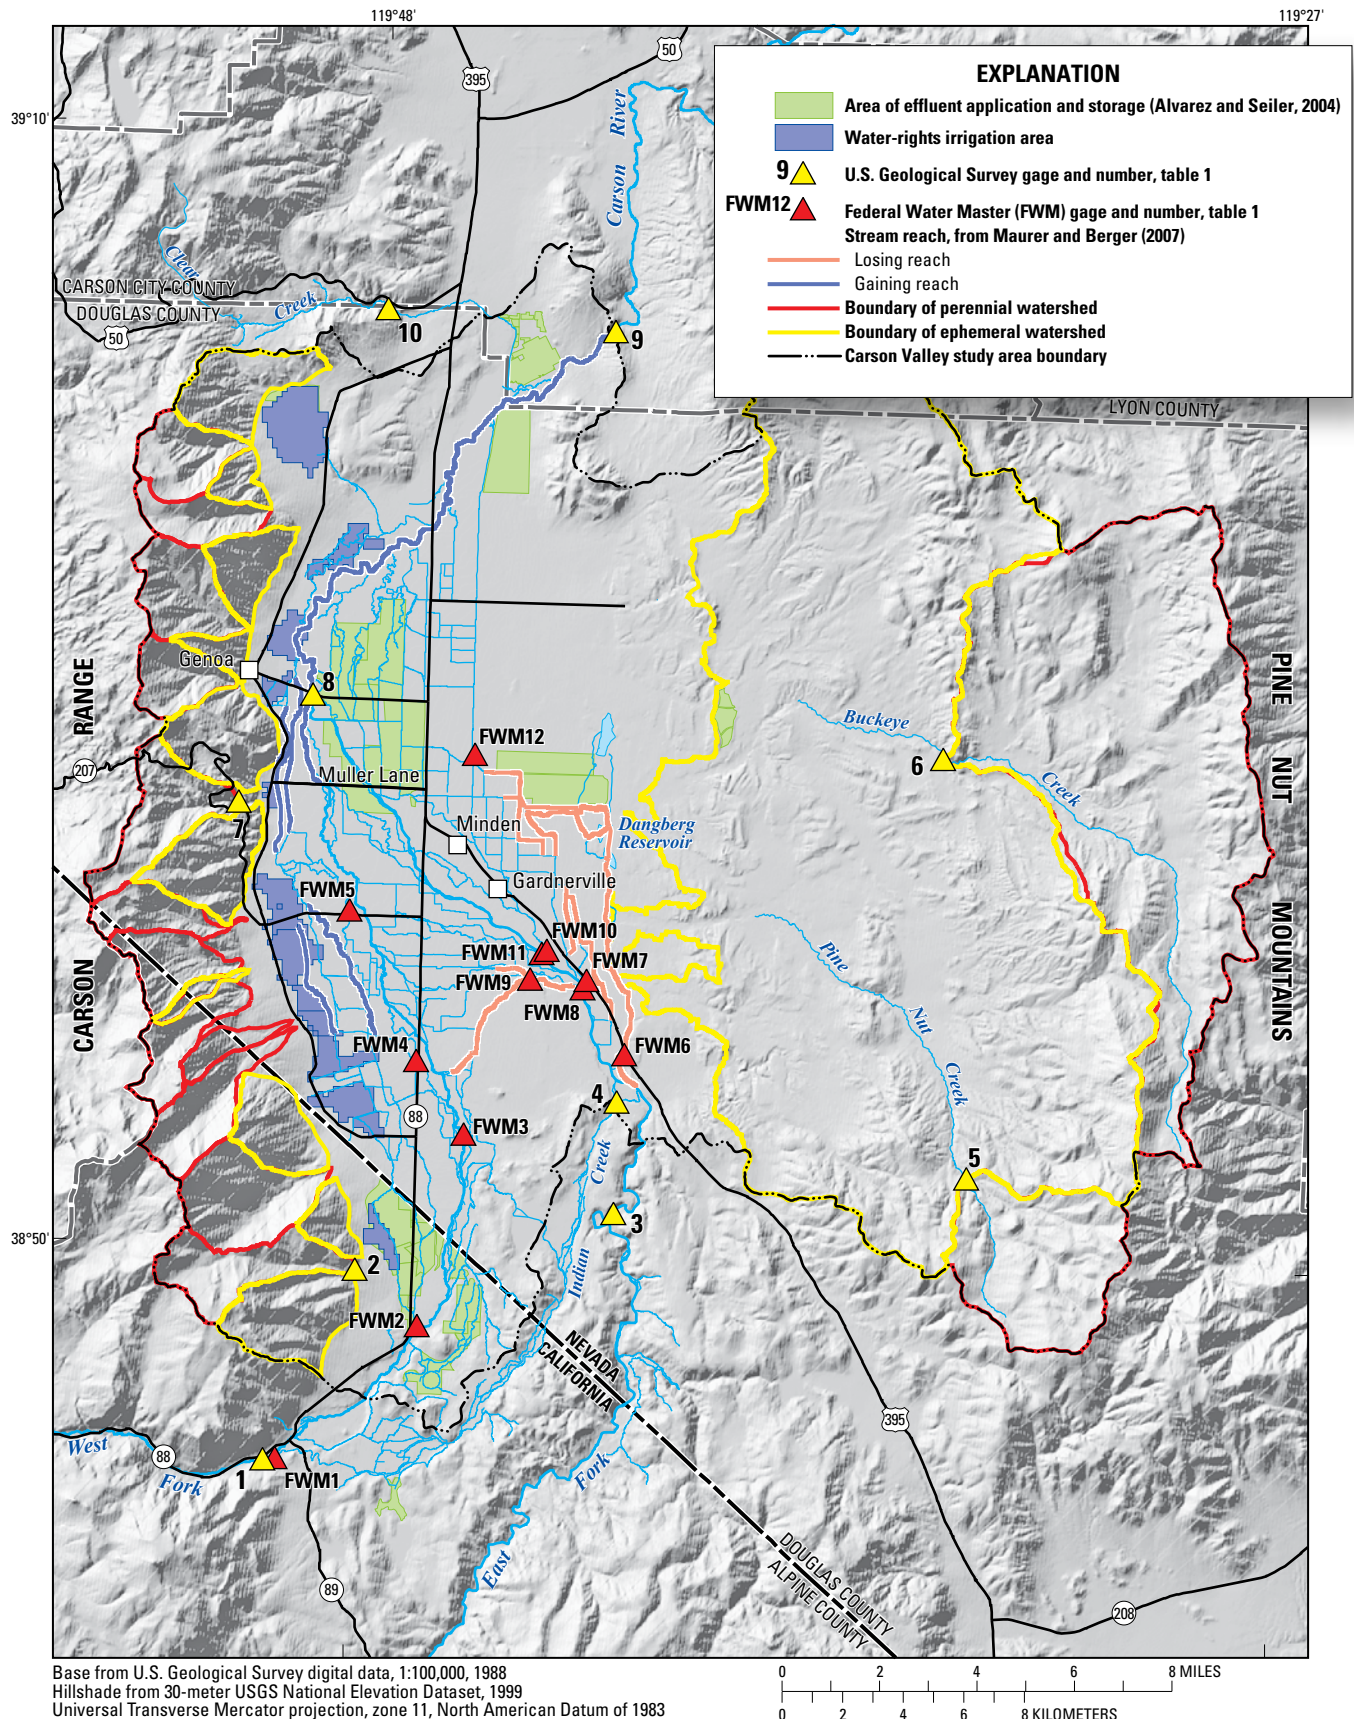 119°48'
119°27'
39°10'
38°50'
EXPLANATION
Area of effluent application and storage (Alvarez and Seiler, 2004)
Water-rights irrigation area
9
U.S. Geological Survey gage and number, table 1
FWM12
Federal Water Master (FWM) gage and number, table 1
Stream reach, from Maurer and Berger (2007)
Losing reach
Gaining reach
Boundary of perennial watershed
Boundary of ephemeral watershed
Carson Valley study area boundary
50
395
Carson River
Clear
Creek
CARSON CITY COUNTY
DOUGLAS COUNTY
50
10
9
LYON COUNTY
Genoa
8
RANGE
207
7
FWM12
Muller Lane
Minden
Dangberg
Reservoir
Gardnerville
Buckeye
Creek
6
PINE NUT MOUNTAINS
FWM5
FWM10
FWM11
FWM7
FWM9
FWM8
CARSON
FWM4
FWM6
Pine
Nut
Creek
88
4
FWM3
5
Indian
Creek
3
2
FWM2
NEVADA
CALIFORNIA
395
West
Fork
88
1
FWM1
East
Fork
89
DOUGLAS COUNTY
ALPINE COUNTY
208
Base from U.S. Geological Survey digital data, 1:100,000, 1988
Hillshade from 30-meter USGS National Elevation Dataset, 1999
Universal Transverse Mercator projection, zone 11, North American Datum of 1983
0 2 4 6 8 MILES
0 2 4 6 8 KILOMETERS